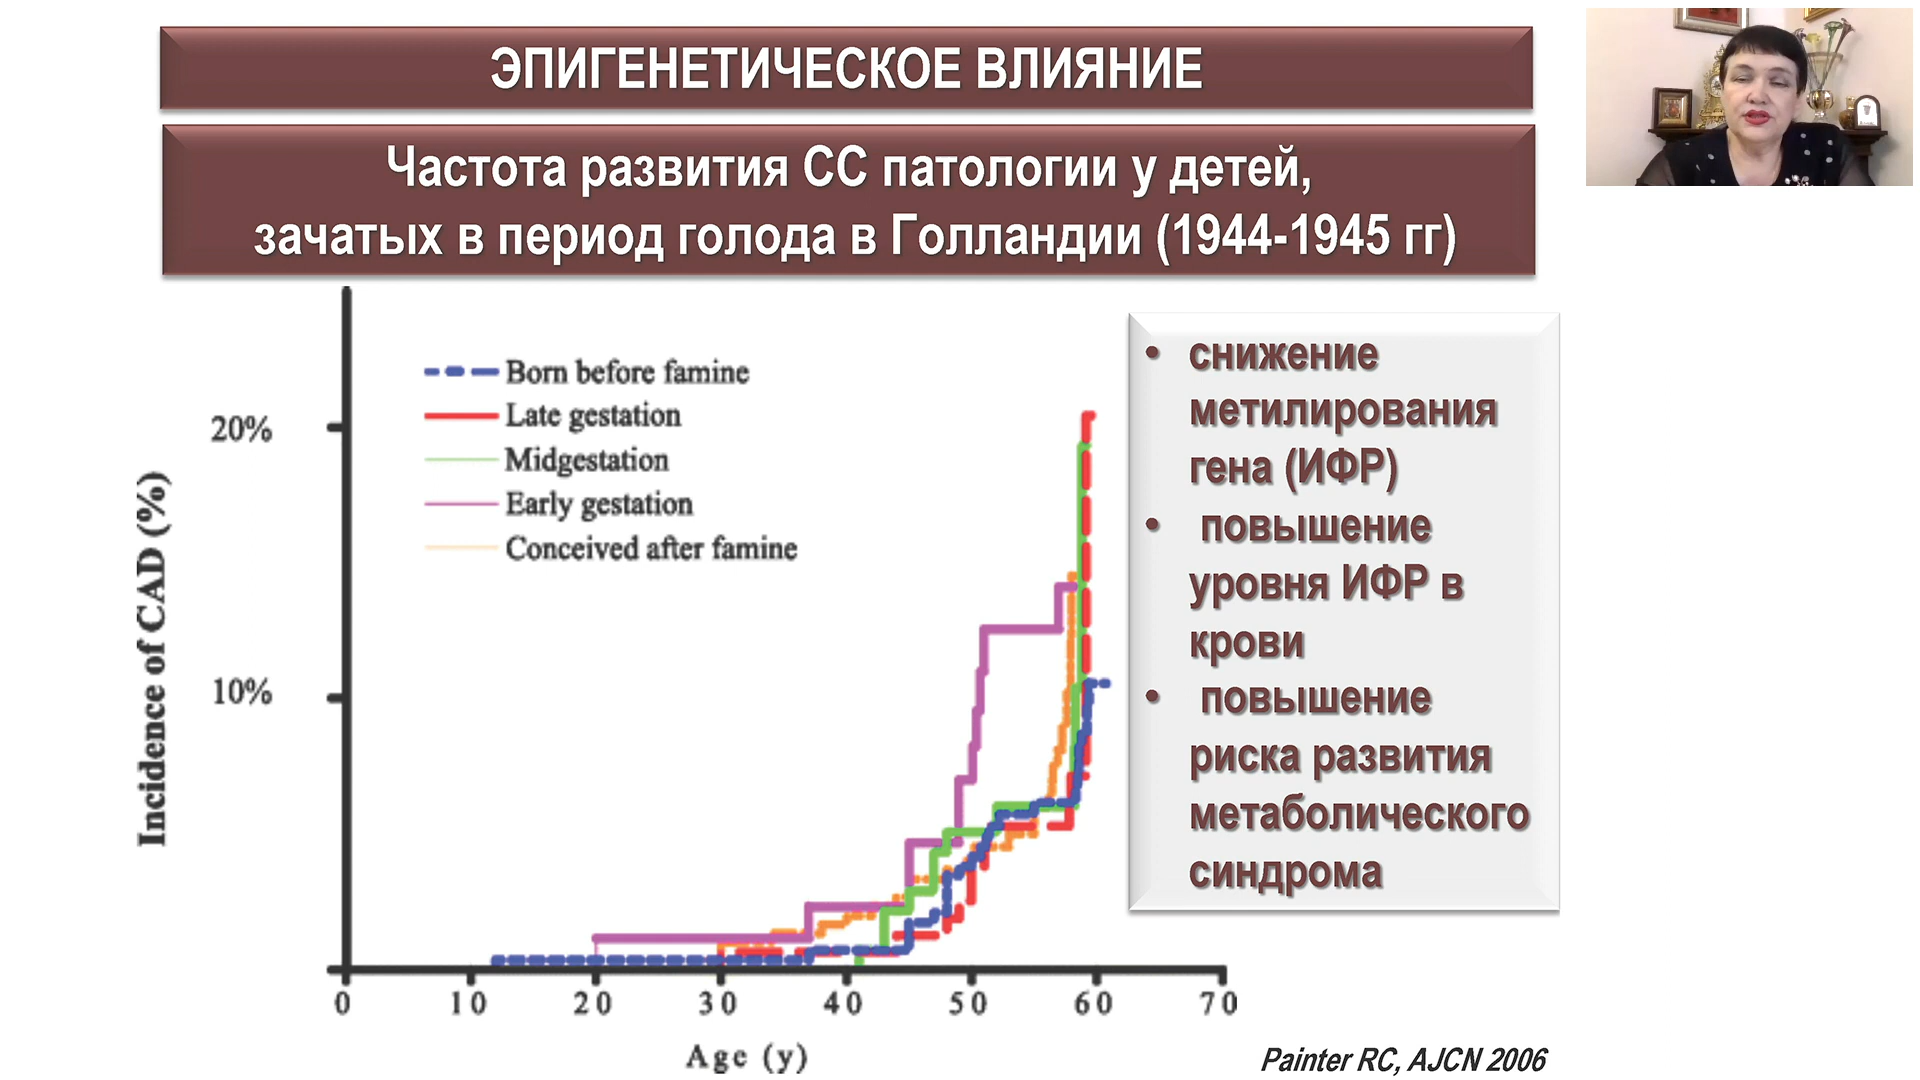 ЭПИГЕНЕТИЧЕСКОЕ ВЛИЯНИЕ
Частота развития СС патологии у детей,
зачатых в период голода в Голландии (1944-1945 гг)
Born before famine
Late gestation
Midgestation
Early gestation
Conceived after famine
20%
10%
Incidence of CAD (%)
0 10 20 30 40 50 60 70
Age (y)
• снижение
метилирования
гена (ИФР)
• повышение
уровня ИФР в
крови
• повышение
риска развития
метаболического
синдрома
Painter RC, AJCN 2006